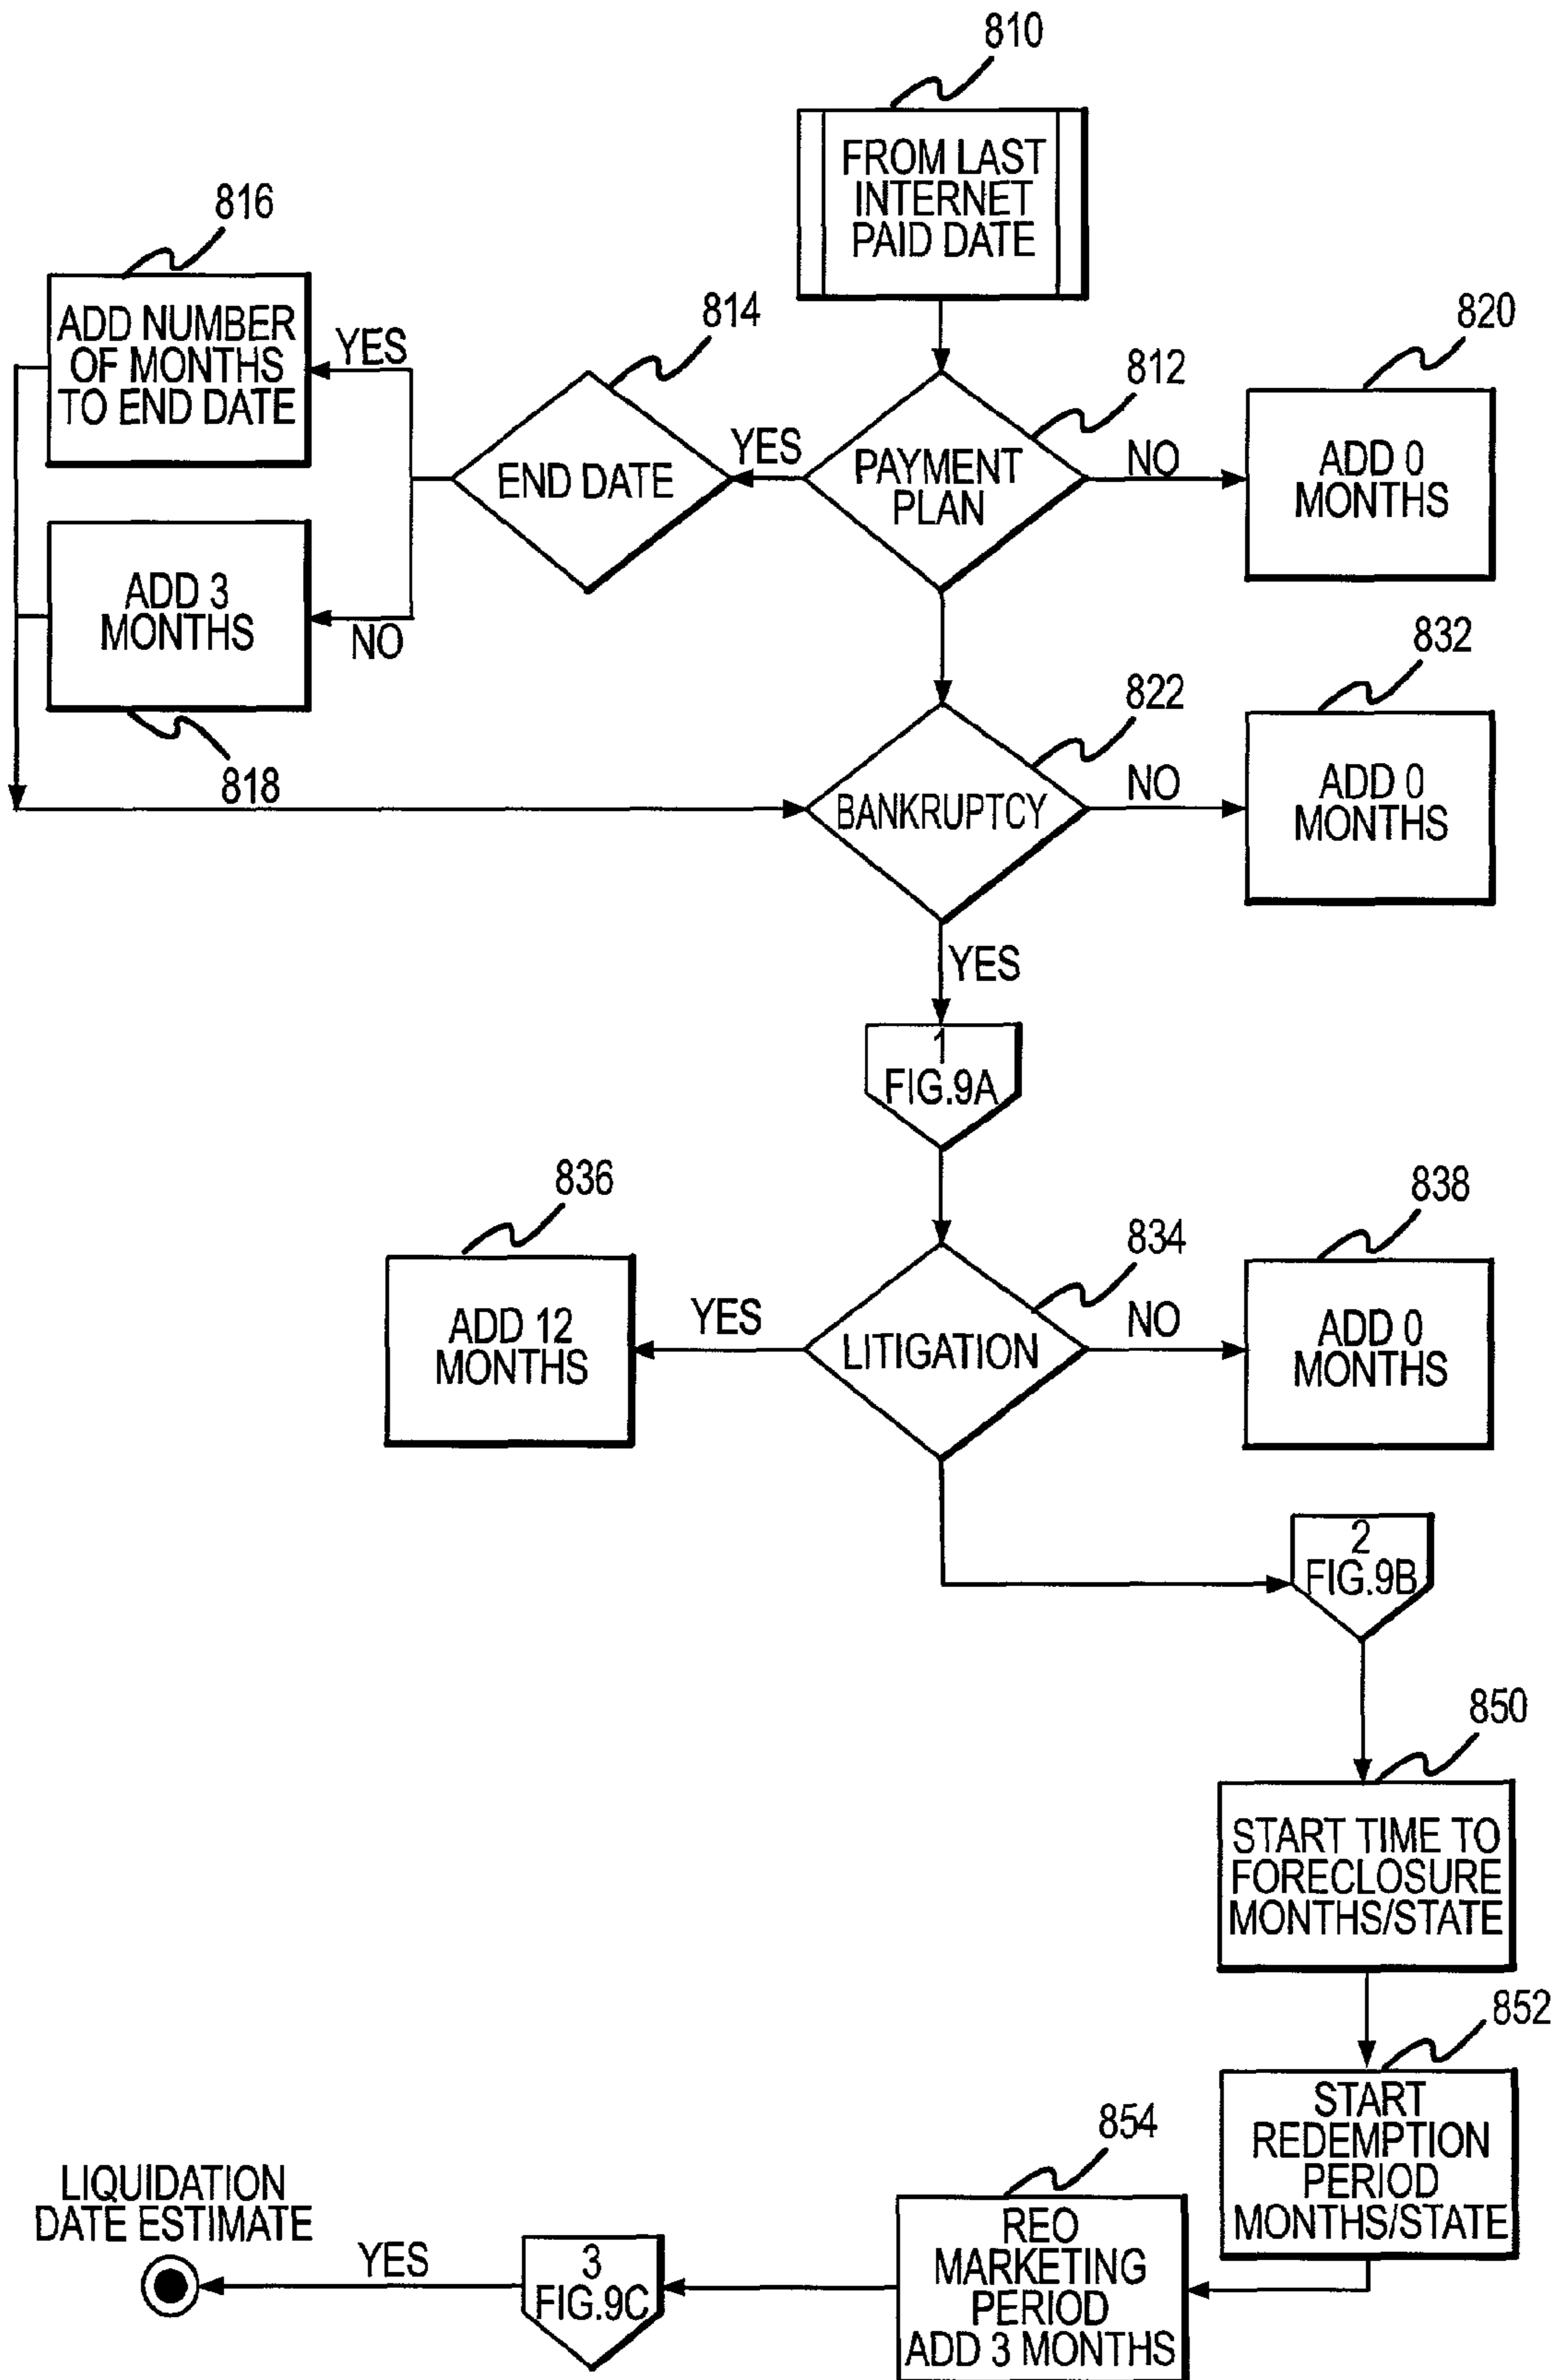 810
FROM LAST
INTERNET
PAID DATE
816
ADD NUMBER
OF MONTHS
TO END DATE
YES
814
END DATE
YES
812
PAYMENT
PLAN
NO
820
ADD 0
MONTHS
ADD 3
MONTHS
NO
818
822
BANKRUPTCY
NO
832
ADD 0
MONTHS
YES
1
FIG.9A
836
ADD 12
MONTHS
YES
834
LITIGATION
NO
838
ADD 0
MONTHS
2
FIG.9B
850
START TIME TO
FORECLOSURE
MONTHS/STATE
852
START
REDEMPTION
PERIOD
MONTHS/STATE
854
REO
MARKETING
PERIOD
ADD 3 MONTHS
3
FIG.9C
YES
LIQUIDATION
DATE ESTIMATE